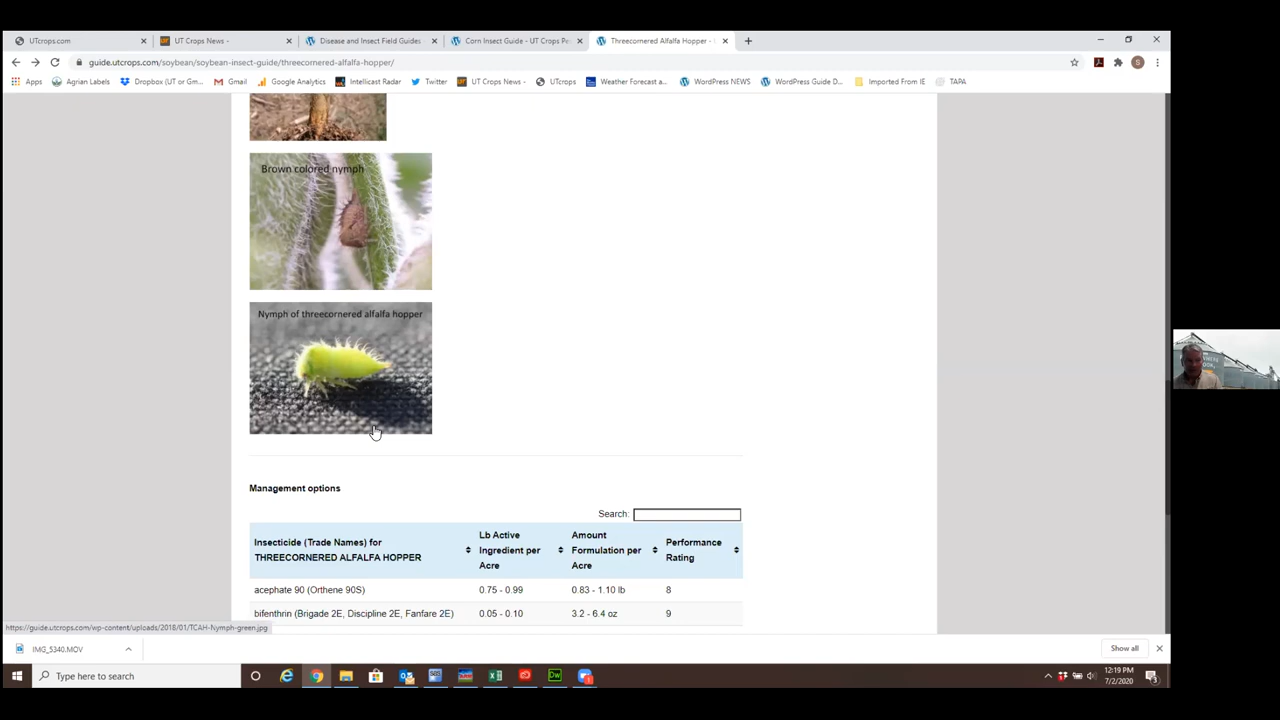 UTcrops.com
UT Crops News -
Disease and Insect Field Guides
Corn Insect Guide - UT Crops Pe
Threecornered Alfalfa Hopper -
guide.utcrops.com/soybean/soybean-insect-guide/threecornered-alfalfa-hopper/
Apps
Agrian Labels
Dropbox (UT or Gm...
Gmail
Google Analytics
Intellicast Radar
Twitter
UT Crops News -
UTcrops
Weather Forecast a...
WordPress NEWS
WordPress Guide D...
Imported From IE
TAPA
Brown colored nymph
Nymph of threecornered alfalfa hopper
Management options
Search:
Insecticide (Trade Names) for
THREECORNERED ALFALFA HOPPER
Lb Active
Ingredient per
Acre
Amount
Formulation per
Acre
Performance
Rating
acephate 90 (Orthene 90S) 0.75 - 0.99 0.83 - 1.10 lb 8
bifenthrin (Brigade 2E, Discipline 2E, Fanfare 2E) 0.05 - 0.10 3.2 - 6.4 oz 9
https://guide.utcrops.com/wp-content/uploads/2018/01/TCAH-Nymph-green.jpg
IMG_5340.MOV
Show all
Type here to search
12:19 PM
7/2/2020